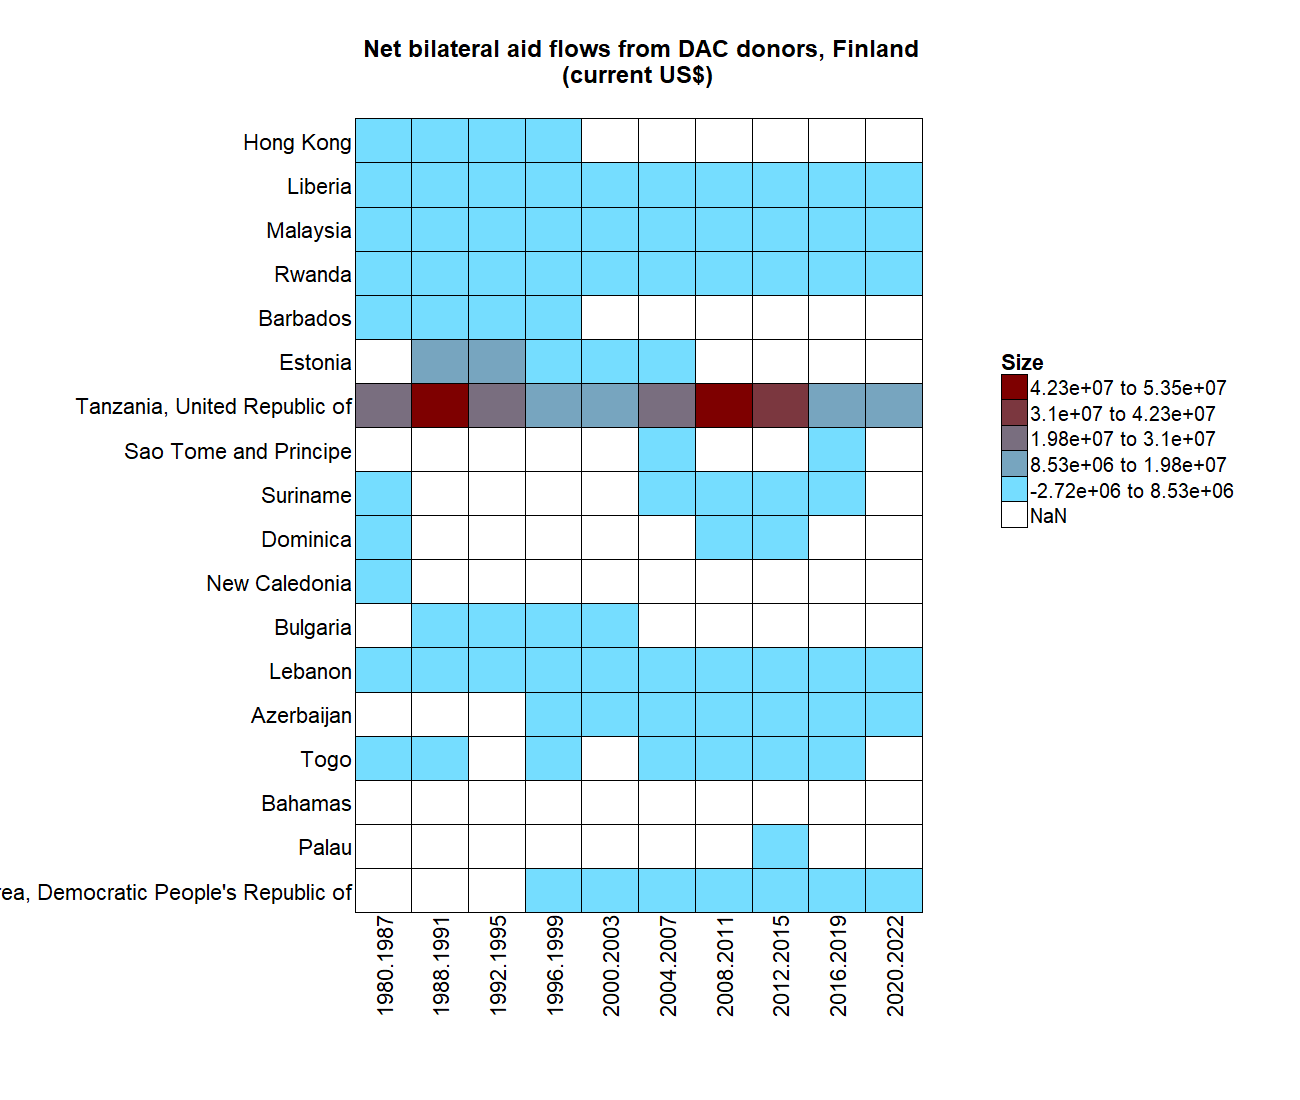 Net bilateral aid flows from DAC donors, Finland
(current US$)
Hong Kong
Liberia
Malaysia
Rwanda
Barbados
Estonia
Tanzania, United Republic of
Sao Tome and Principe
Suriname
Dominica
New Caledonia
Bulgaria
Lebanon
Azerbaijan
Togo
Bahamas
Palau
rea, Democratic People's Republic of
1980.1987
1988.1991
1992.1995
1996.1999
2000.2003
2004.2007
2008.2011
2012.2015
2016.2019
2020.2022
Size
4.23e+07 to 5.35e+07
3.1e+07 to 4.23e+07
1.98e+07 to 3.1e+07
8.53e+06 to 1.98e+07
-2.72e+06 to 8.53e+06
NaN